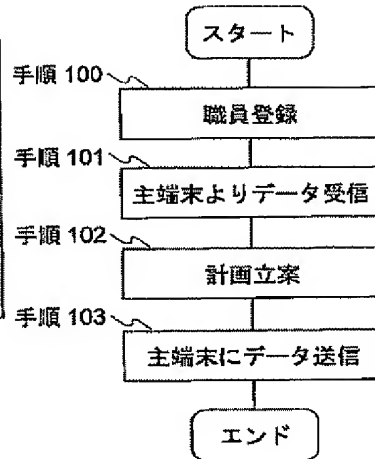 スタート
手順 100
職員登録
手順 101
主端末よりデータ受信
手順 102
計画立案
手順 103
主端末にデータ送信
エンド